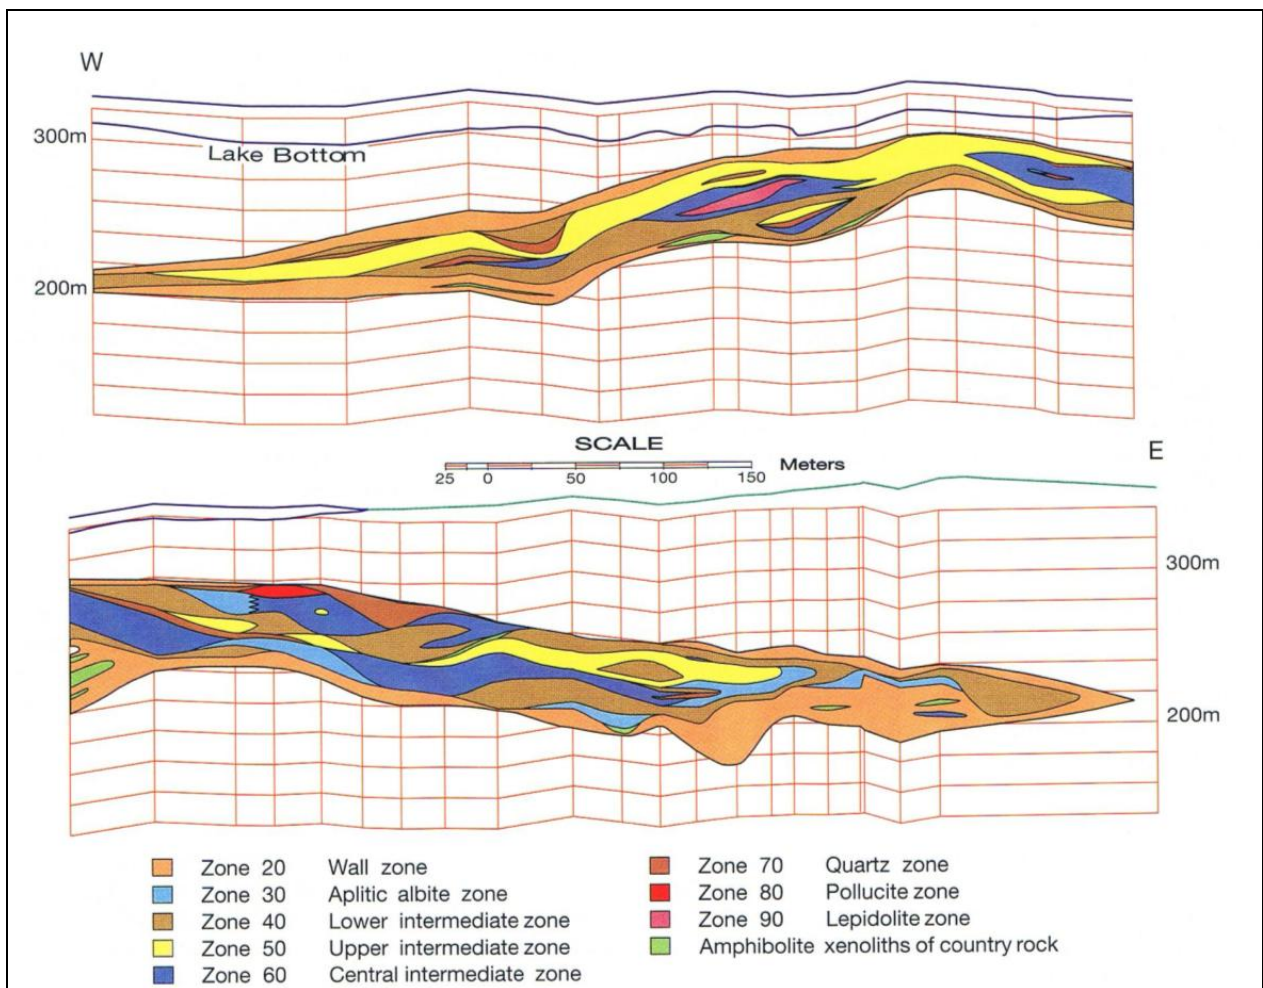 W
300m
Lake Bottom
200m
SCALE
25 0 50 100 150 Meters
E
300m
200m
Zone 20 Wall zone
Zone 30 Aplitic albite zone
Zone 40 Lower intermediate zone
Zone 50 Upper intermediate zone
Zone 60 Central intermediate zone
Zone 70 Quartz zone
Zone 80 Pollucite zone
Zone 90 Lepidolite zone
Amphibolite xenoliths of country rock